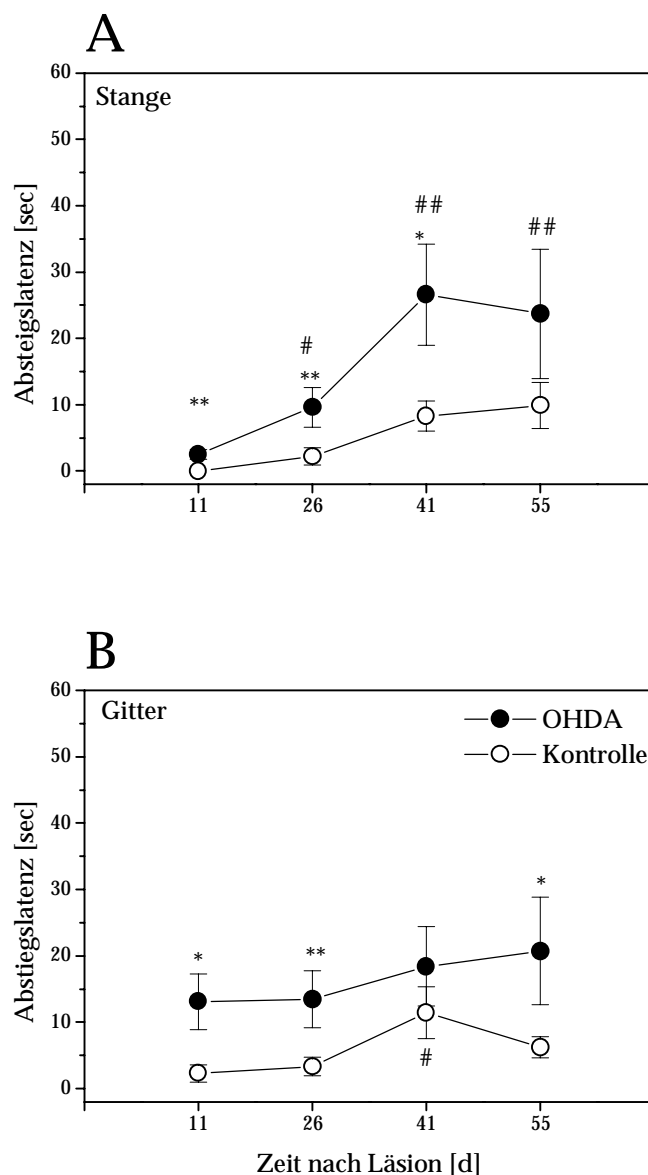 A
60
Stange
50
40
##
##
*
30
20
#
**
**
10
0
11 26 41 55
Absteigslatenz [sec]
B
60
Gitter
OHDA
Kontrolle
50
40
30
*
20
*
**
10
#
0
11 26 41 55
Abstiegslatenz [sec]
Zeit nach Läsion [d]